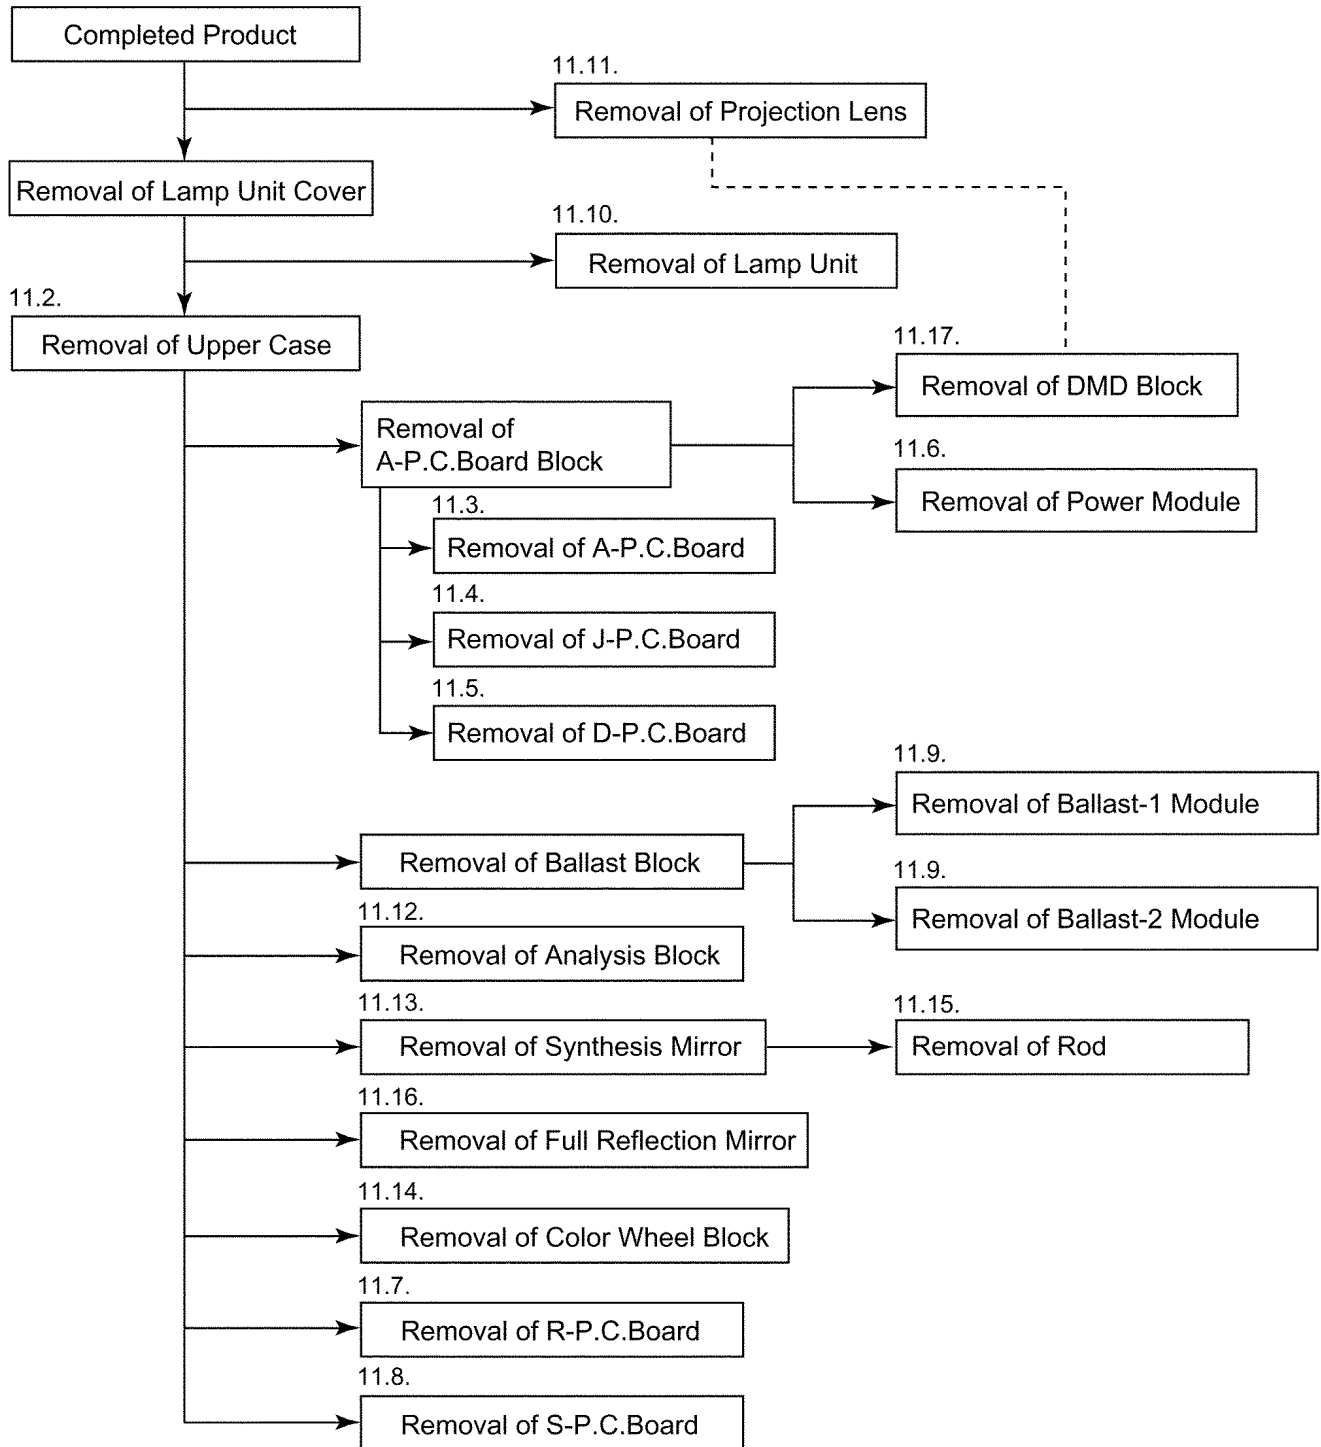 Completed Product
11.11.
Removal of Projection Lens
Removal of Lamp Unit Cover
11.10.
Removal of Lamp Unit
11.2.
Removal of Upper Case
11.17.
Removal of DMD Block
Removal of
A-P.C.Board Block
11.6.
Removal of Power Module
11.3.
Removal of A-P.C.Board
11.4.
Removal of J-P.C.Board
11.5.
Removal of D-P.C.Board
11.9.
Removal of Ballast-1 Module
Removal of Ballast Block
11.9.
Removal of Ballast-2 Module
11.12.
Removal of Analysis Block
11.13.
Removal of Synthesis Mirror
11.15.
Removal of Rod
11.16.
Removal of Full Reflection Mirror
11.14.
Removal of Color Wheel Block
11.7.
Removal of R-P.C.Board
11.8.
Removal of S-P.C.Board